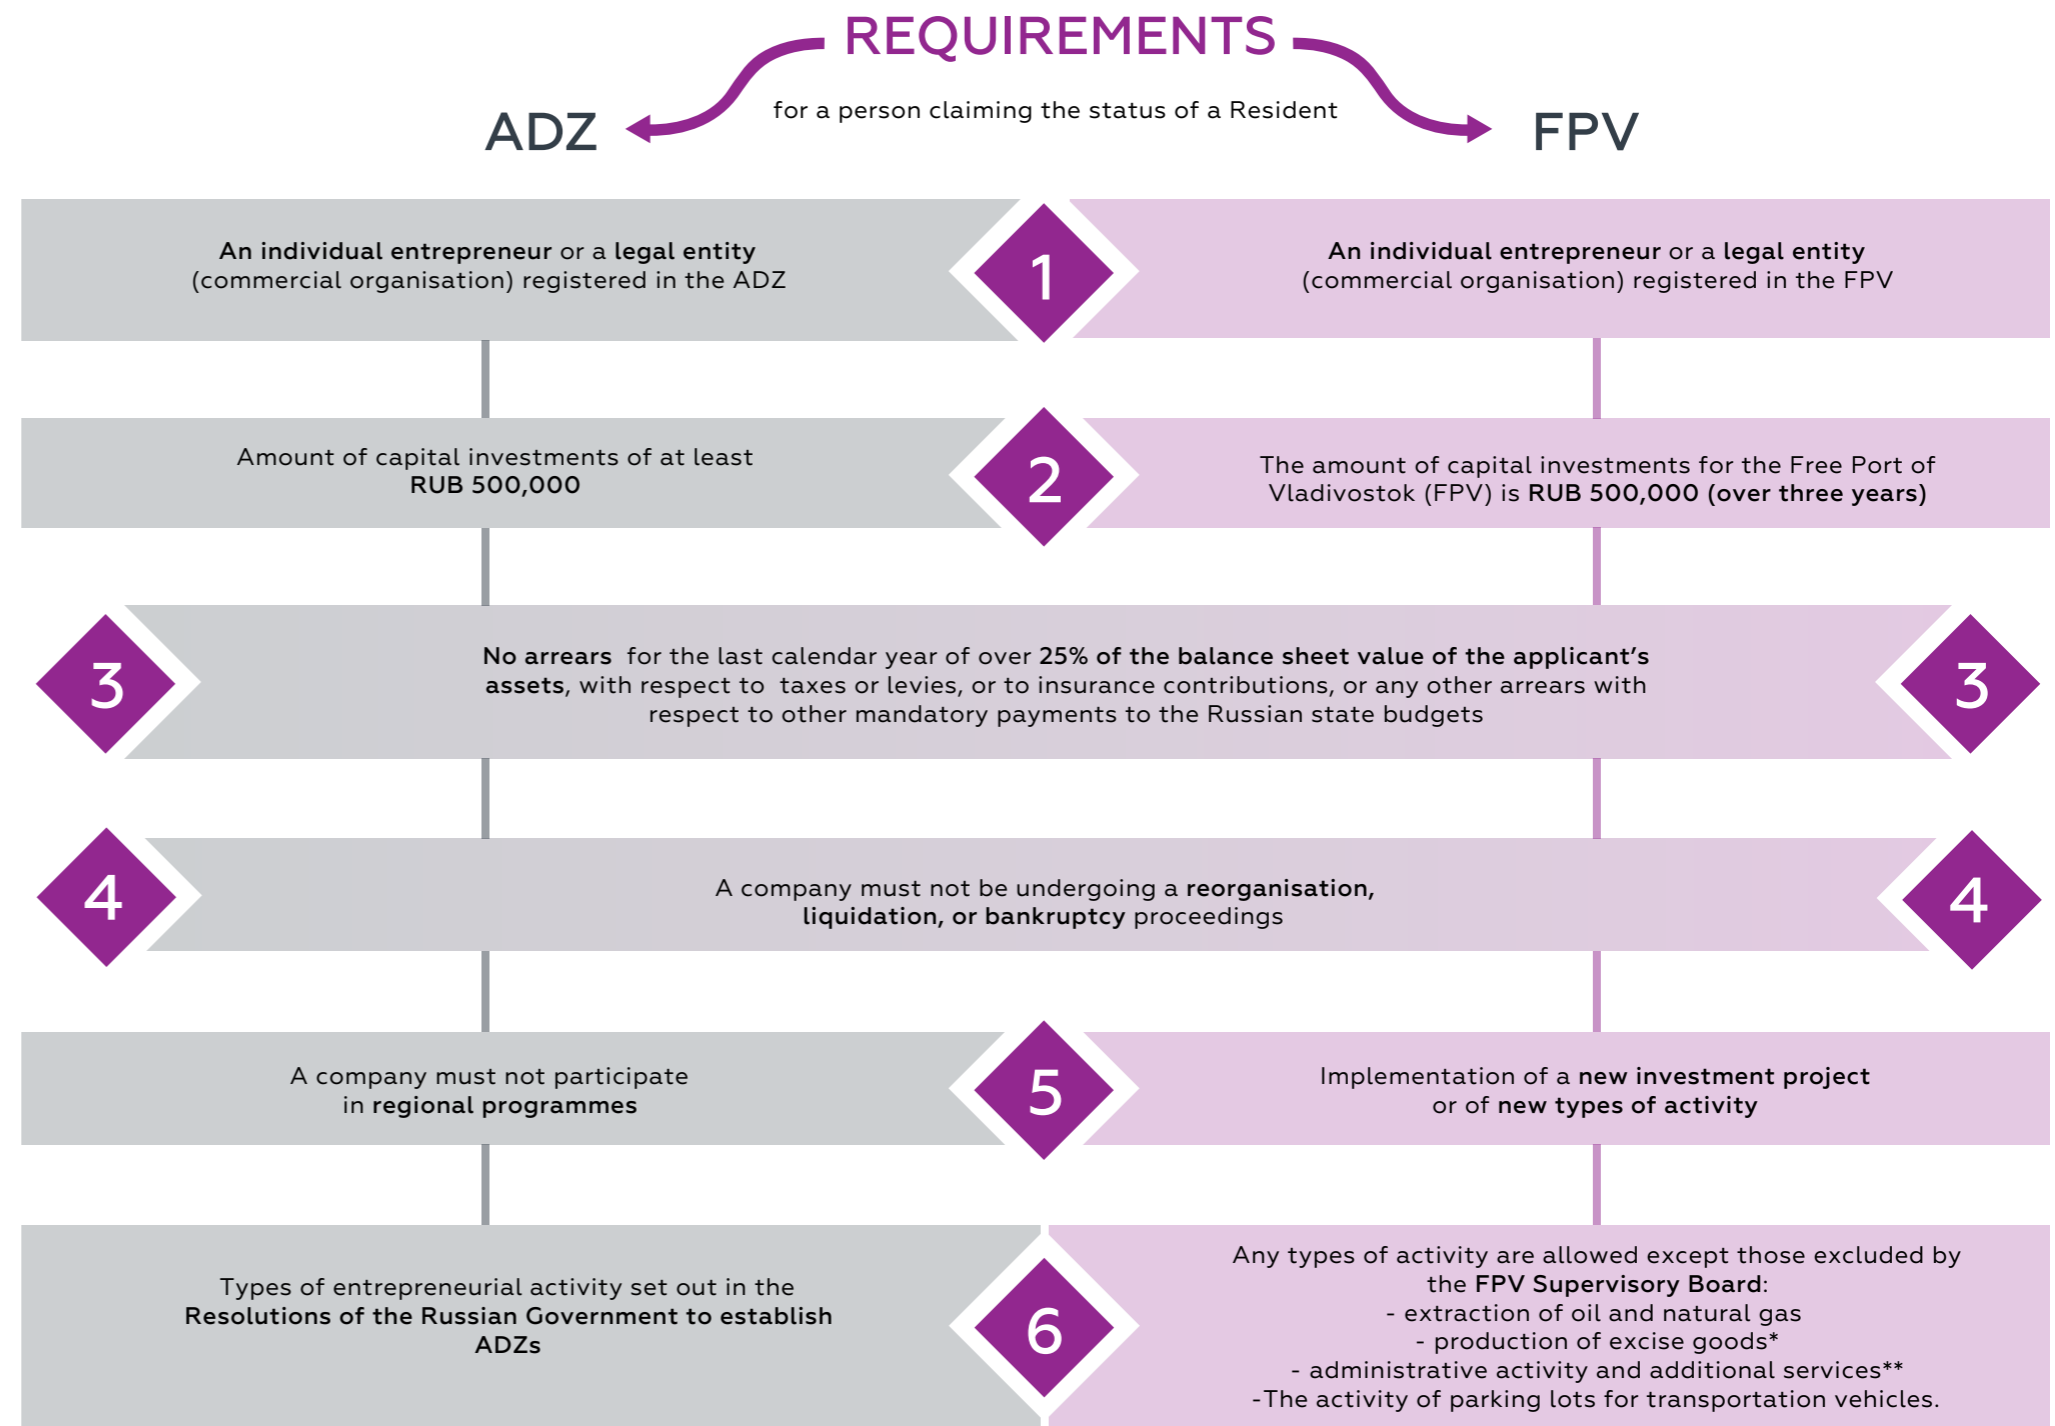 REQUIREMENTS
for a person claiming the status of a Resident
ADZ
FPV
An individual entrepreneur or a legal entity
(commercial organisation) registered in the ADZ
1
An individual entrepreneur or a legal entity
(commercial organisation) registered in the FPV
Amount of capital investments of at least
RUB 500,000
2
The amount of capital investments for the Free Port of
Vladivostok (FPV) is RUB 500,000 (over three years)
3
No arrears for the last calendar year of over 25% of the balance sheet value of the applicant’s
assets, with respect to taxes or levies, or to insurance contributions, or any other arrears with
respect to other mandatory payments to the Russian state budgets
3
4
A company must not be undergoing a reorganisation,
liquidation, or bankruptcy proceedings
4
A company must not participate
in regional programmes
5
Implementation of a new investment project
or of new types of activity
Types of entrepreneurial activity set out in the
Resolutions of the Russian Government to establish
ADZs
6
Any types of activity are allowed except those excluded by
the FPV Supervisory Board:
- extraction of oil and natural gas
- production of excise goods*
- administrative activity and additional services**
-The activity of parking lots for transportation vehicles.